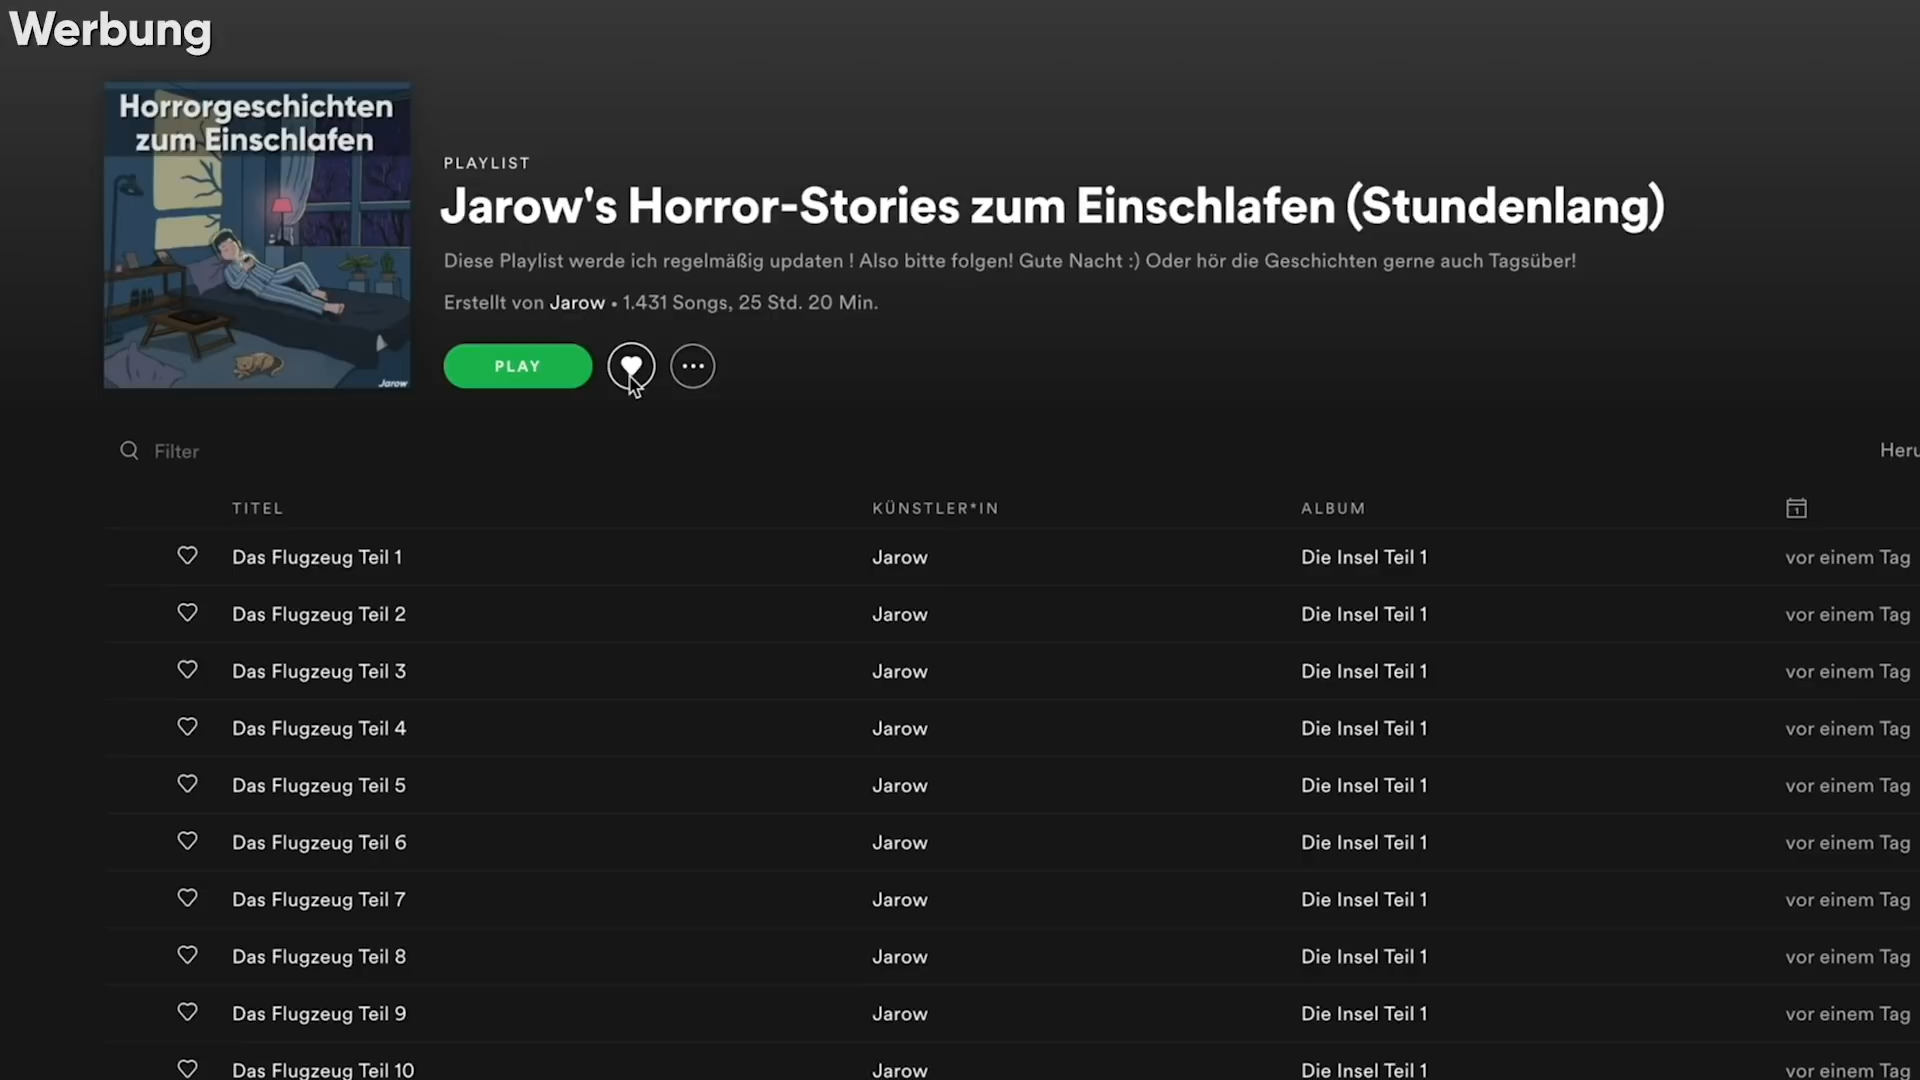 Werbung
Horrorgeschichten
zum Einschlafen
Jarow
PLAYLIST
Jarow's Horror-Stories zum Einschlafen (Stundenlang)
Diese Playlist werde ich regelmäßig updaten ! Also bitte folgen! Gute Nacht :) Oder hör die Geschichten gerne auch Tagsüber!
Erstellt von Jarow • 1.431 Songs, 25 Std. 20 Min.
PLAY
Filter
Heru
TITEL KÜNSTLER*IN ALBUM
Das Flugzeug Teil 1 Jarow Die Insel Teil 1 vor einem Tag
Das Flugzeug Teil 2 Jarow Die Insel Teil 1 vor einem Tag
Das Flugzeug Teil 3 Jarow Die Insel Teil 1 vor einem Tag
Das Flugzeug Teil 4 Jarow Die Insel Teil 1 vor einem Tag
Das Flugzeug Teil 5 Jarow Die Insel Teil 1 vor einem Tag
Das Flugzeug Teil 6 Jarow Die Insel Teil 1 vor einem Tag
Das Flugzeug Teil 7 Jarow Die Insel Teil 1 vor einem Tag
Das Flugzeug Teil 8 Jarow Die Insel Teil 1 vor einem Tag
Das Flugzeug Teil 9 Jarow Die Insel Teil 1 vor einem Tag
Das Flugzeug Teil 10 Jarow Die Insel Teil 1 vor einem Tag